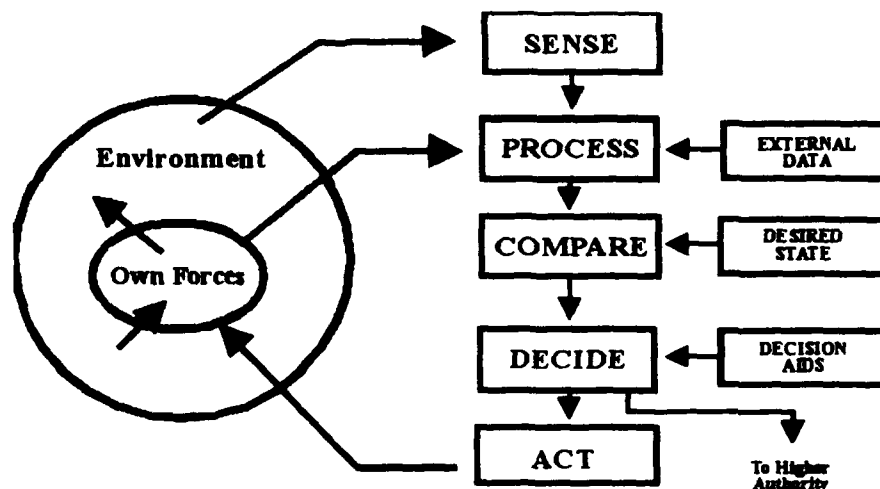 SENSE
Environment
PROCESS
EXTERNAL
DATA
COMPARE
DESIRED
STATE
Own Forces
DECIDE
DECISION
AIDS
ACT
To Higher
Authority